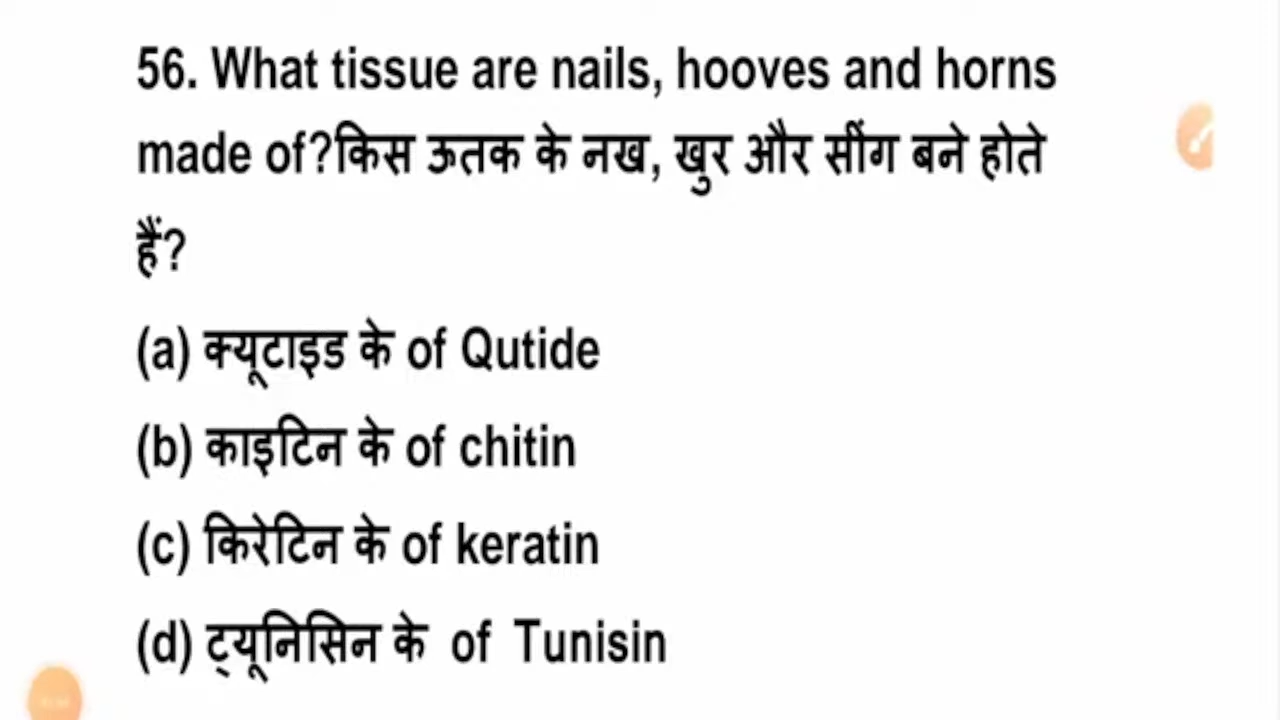 56. What tissue are nails, hooves and horns
made of?किस ऊतक के नख, खुर और सींग बने होते
हैं?
(a) क्यूटाइड के of Qutide
(b) काइटिन के of chitin
(c) किरेटिन के of keratin
(d) ट्यूनिसिन के of Tunisin